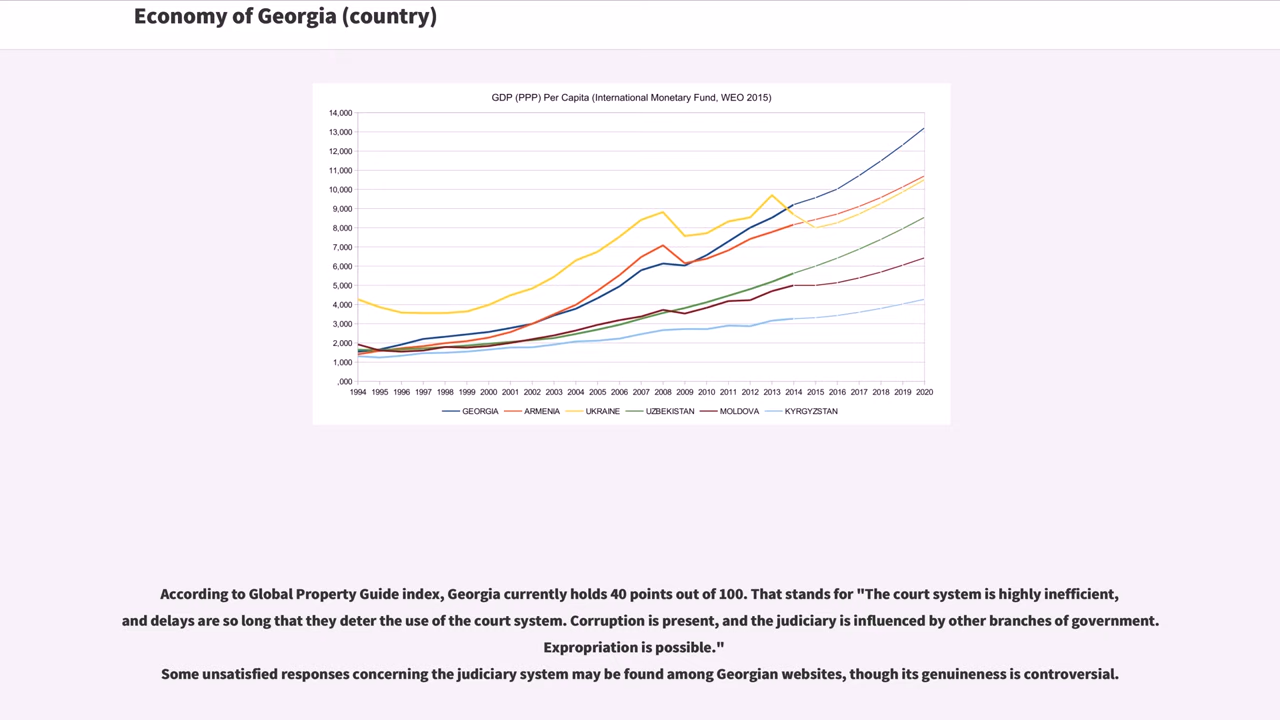 Economy of Georgia (country)
GDP (PPP) Per Capita (International Monetary Fund, WEO 2015)
14,000
13,000
12,000
11,000
10,000
9,000
8,000
7,000
6,000
5,000
4,000
3,000
2,000
1,000
,000
1994 1995 1996 1997 1998 1999 2000 2001 2002 2003 2004 2005 2006 2007 2008 2009 2010 2011 2012 2013 2014 2015 2016 2017 2018 2019 2020
GEORGIA ARMENIA UKRAINE UZBEKISTAN MOLDOVA KYRGYZSTAN
According to Global Property Guide index, Georgia currently holds 40 points out of 100. That stands for "The court system is highly inefficient,
and delays are so long that they deter the use of the court system. Corruption is present, and the judiciary is influenced by other branches of government.
Expropriation is possible."
Some unsatisfied responses concerning the judiciary system may be found among Georgian websites, though its genuineness is controversial.